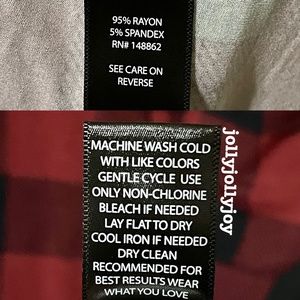 95% RAYON
5% SPANDEX
RN# 148862
SEE CARE ON
REVERSE
jollyjollyjoy
MACHINE WASH COLD
WITH LIKE COLORS
GENTLE CYCLE USE
ONLY NON-CHLORINE
BLEACH IF NEEDED
LAY FLAT TO DRY
COOL IRON IF NEEDED
DRY CLEAN
RECOMMENDED FOR
BEST RESULTS WEAR
WHAT YOU LOVE